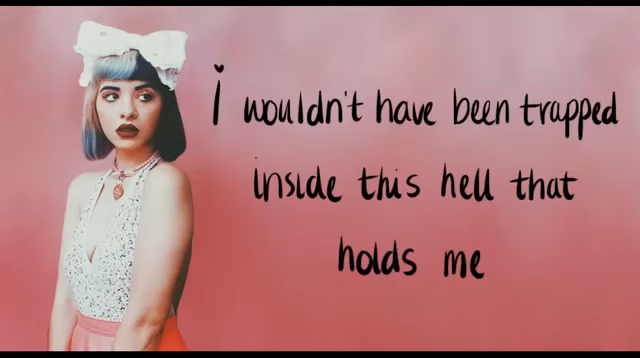 i wouldn't have been trapped
inside this hell that
holds me